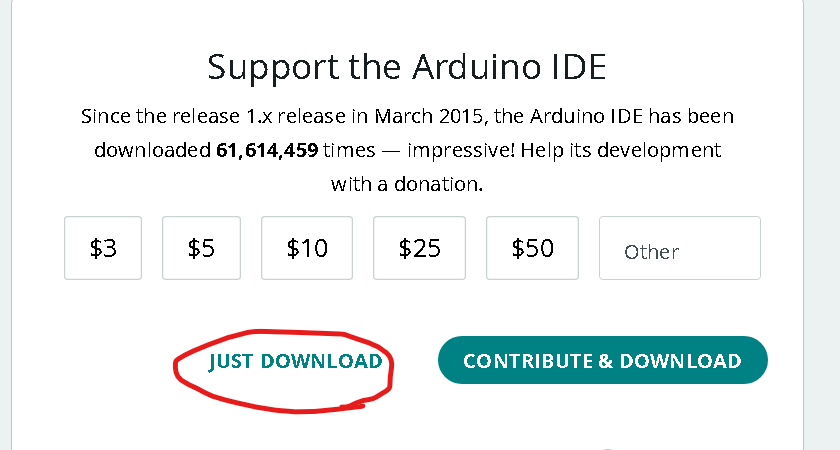 Support the Arduino IDE
Since the release 1.x release in March 2015, the Arduino IDE has been
downloaded 61,614,459 times — impressive! Help its development
with a donation.
$3 $5 $10 $25 $50 Other
JUST DOWNLOAD CONTRIBUTE & DOWNLOAD